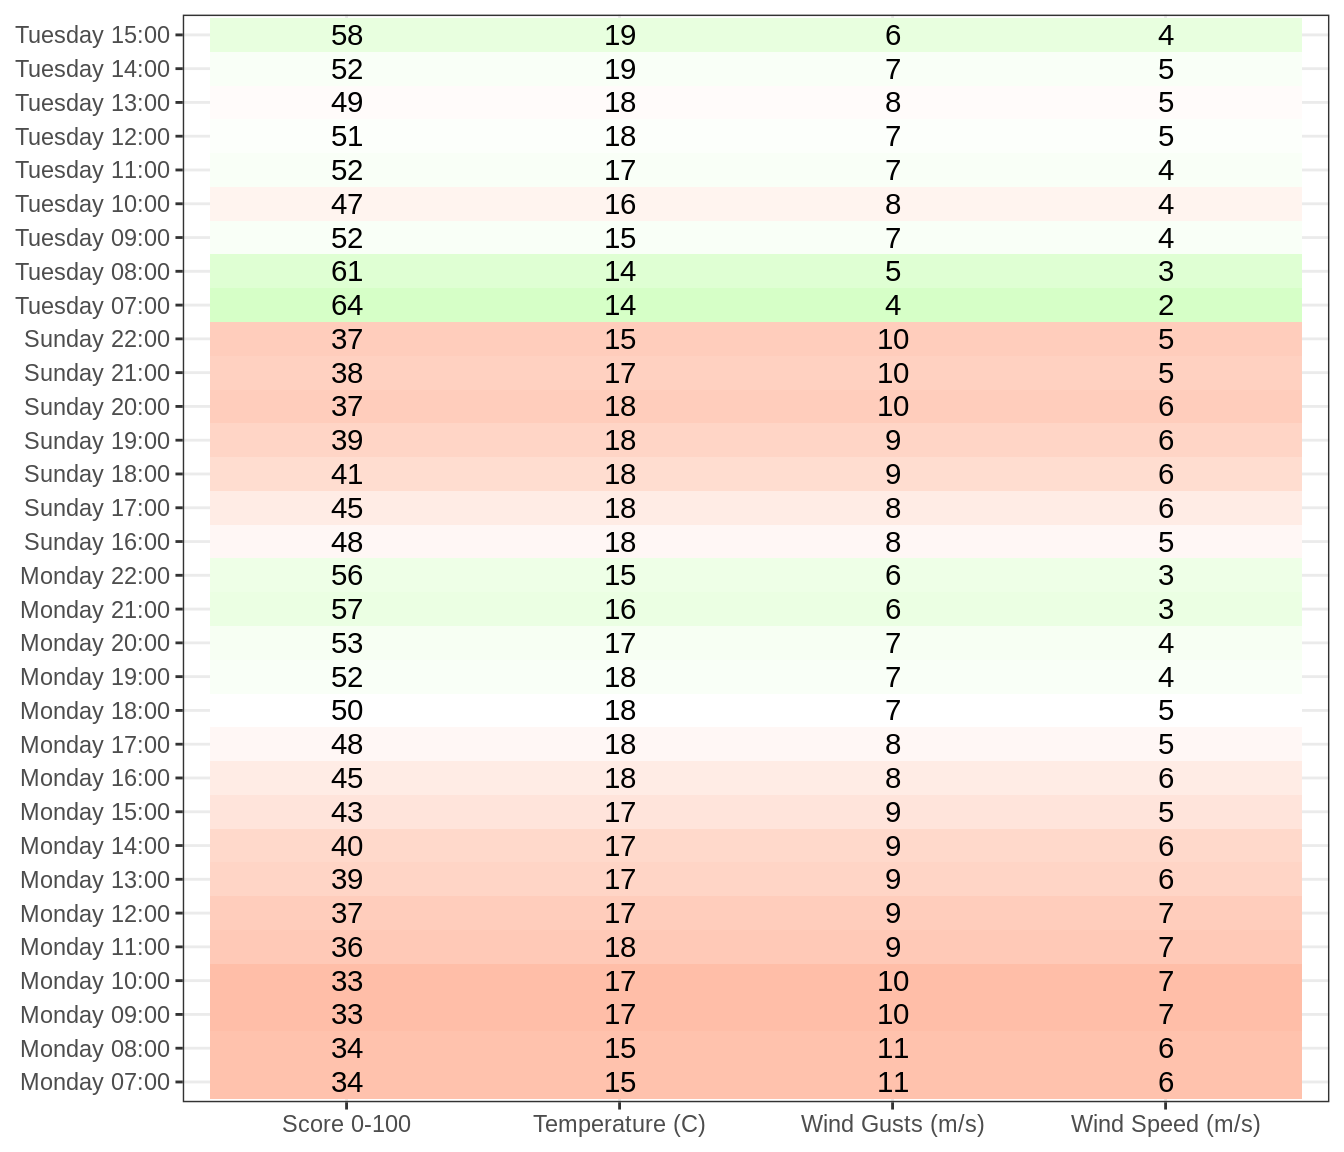 Tuesday 15:00 58 19 6 4
Tuesday 14:00 52 19 7 5
Tuesday 13:00 49 18 8 5
Tuesday 12:00 51 18 7 5
Tuesday 11:00 52 17 7 4
Tuesday 10:00 47 16 8 4
Tuesday 09:00 52 15 7 4
Tuesday 08:00 61 14 5 3
Tuesday 07:00 64 14 4 2
Sunday 22:00 37 15 10 5
Sunday 21:00 38 17 10 5
Sunday 20:00 37 18 10 6
Sunday 19:00 39 18 9 6
Sunday 18:00 41 18 9 6
Sunday 17:00 45 18 8 6
Sunday 16:00 48 18 8 5
Monday 22:00 56 15 6 3
Monday 21:00 57 16 6 3
Monday 20:00 53 17 7 4
Monday 19:00 52 18 7 4
Monday 18:00 50 18 7 5
Monday 17:00 48 18 8 5
Monday 16:00 45 18 8 6
Monday 15:00 43 17 9 5
Monday 14:00 40 17 9 6
Monday 13:00 39 17 9 6
Monday 12:00 37 17 9 7
Monday 11:00 36 18 9 7
Monday 10:00 33 17 10 7
Monday 09:00 33 17 10 7
Monday 08:00 34 15 11 6
Monday 07:00 34 15 11 6
Score 0-100 Temperature (C) Wind Gusts (m/s) Wind Speed (m/s)